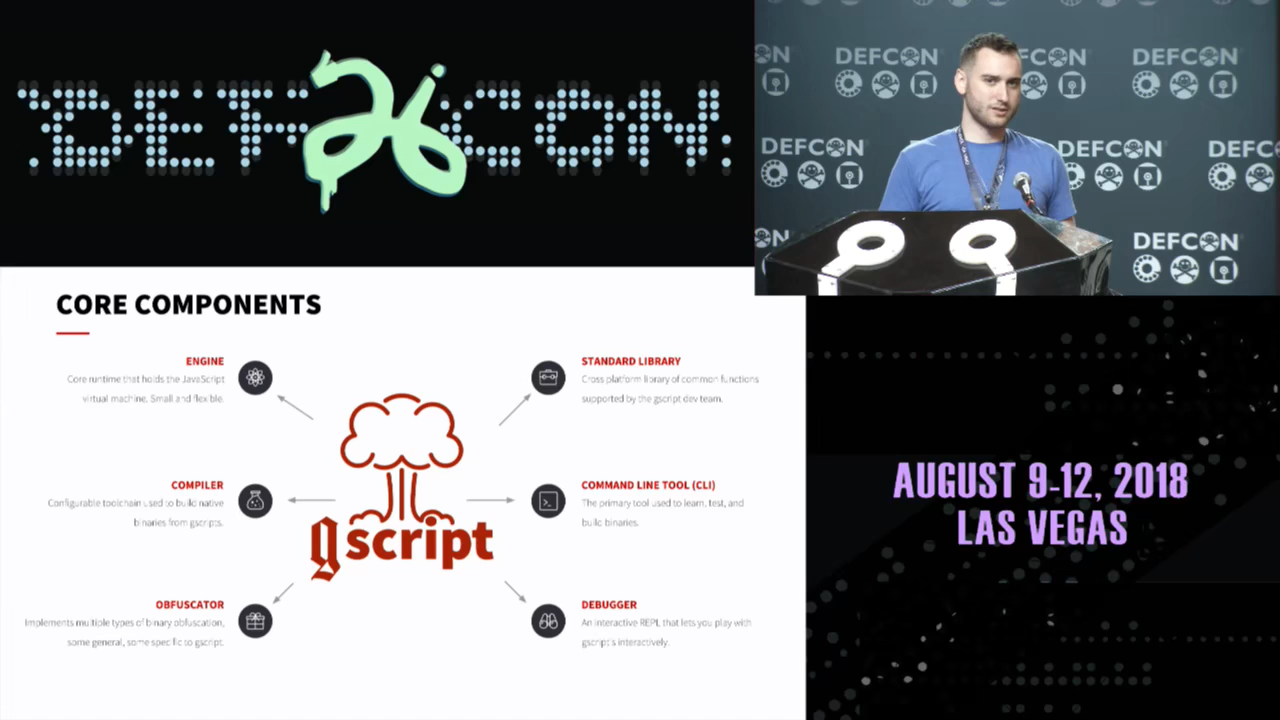 DEF CON
26
DEFCON
DEFCON
DEFCON
DEFCON
DEFCON
DEFCON
DEFCON
CORE COMPONENTS
ENGINE
Core runtime that holds the JavaScript
virtual machine. Small and flexible.
STANDARD LIBRARY
Cross platform library of common functions
supported by the gscript dev team.
COMPILER
Configurable toolchain used to build native
binaries from gscripts.
COMMAND LINE TOOL (CLI)
The primary tool used to learn, test, and
build binaries.
gscript
OBFUSCATOR
Implements multiple types of binary obfuscation,
some general, some specific to gscript.
DEBUGGER
An interactive REPL that lets you play with
gscript's interactively.
AUGUST 9-12, 2018
LAS VEGAS